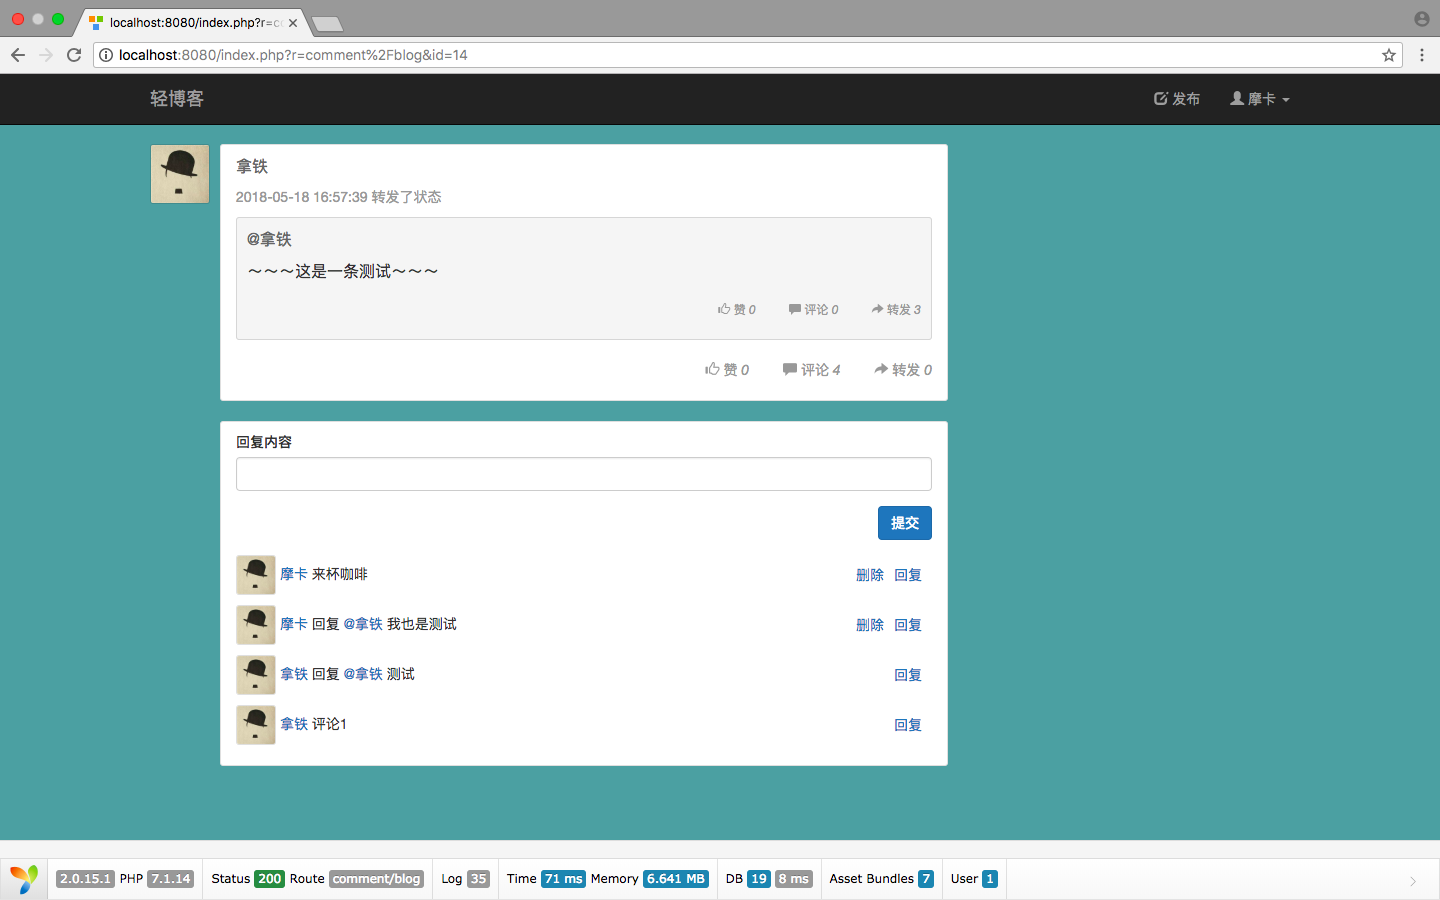 localhost:8080/index.php?r=c
localhost:8080/index.php?r=comment%2Fblog&id=14
轻博客 发布 摩卡
拿铁
2018-05-18 16:57:39 转发了状态
@拿铁
～～～这是一条测试～～～
赞 0 评论 0 转发 3
赞 0 评论 4 转发 0
回复内容
提交
摩卡 来杯咖啡 删除 回复
摩卡 回复 @拿铁 我也是测试 删除 回复
拿铁 回复 @拿铁 测试 回复
拿铁 评论1 回复
2.0.15.1 PHP 7.1.14 Status 200 Route comment/blog Log 35 Time 71 ms Memory 6.641 MB DB 19 8 ms Asset Bundles 7 User 1